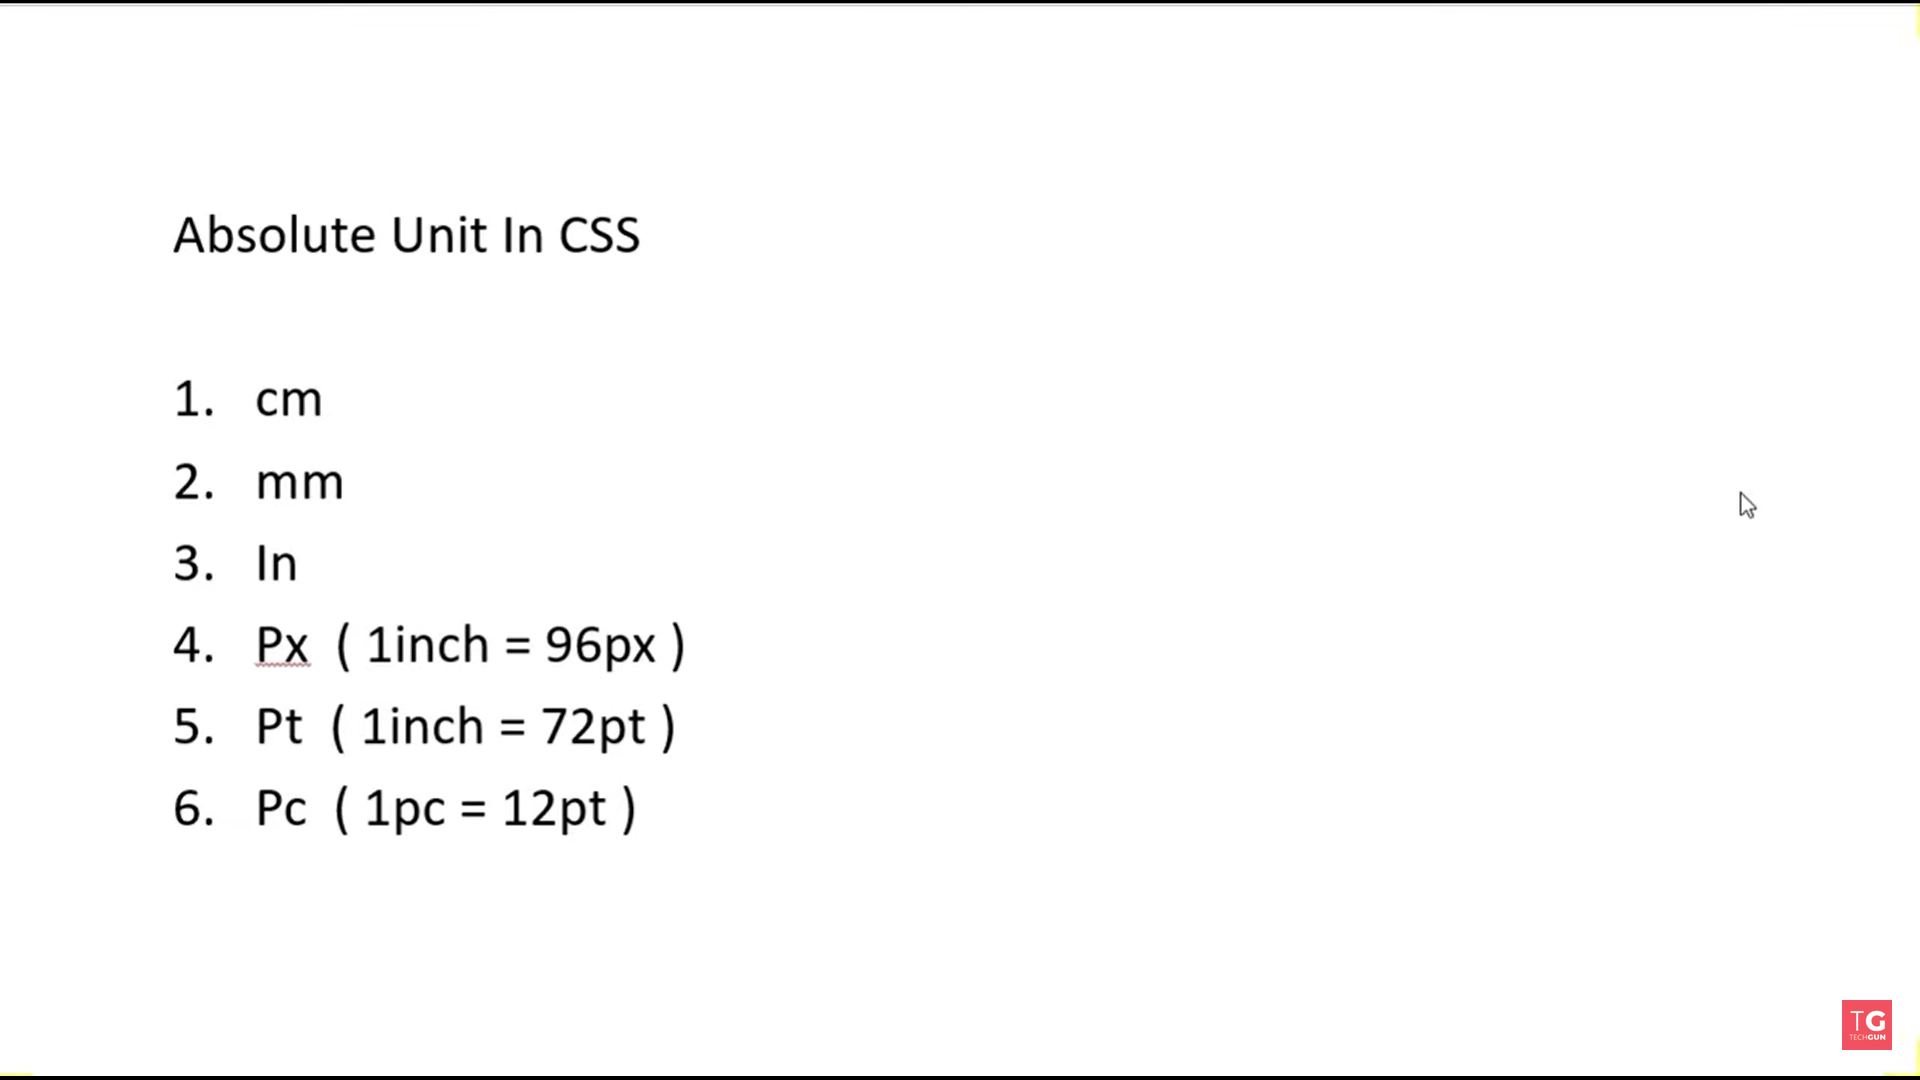 Absolute Unit In CSS
1. cm
2. mm
3. In
4. Px ( 1inch = 96px )
5. Pt ( 1inch = 72pt )
6. Pc ( 1pc = 12pt )
TG
TECHGUN